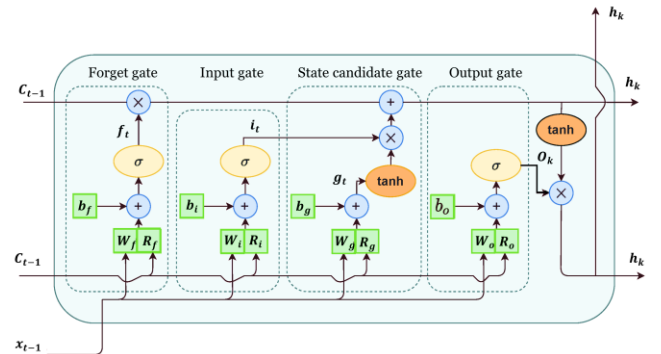 h_k
Forget gate Input gate State candidate gate Output gate
C_{t-1} × + h_k
f_t i_t × tanh
σ σ g_t tanh σ O_k ×
b_f + b_i + b_g + b_O +
W_f R_f W_i R_i W_g R_g W_o R_o
C_{t-1} h_k
x_{t-1}